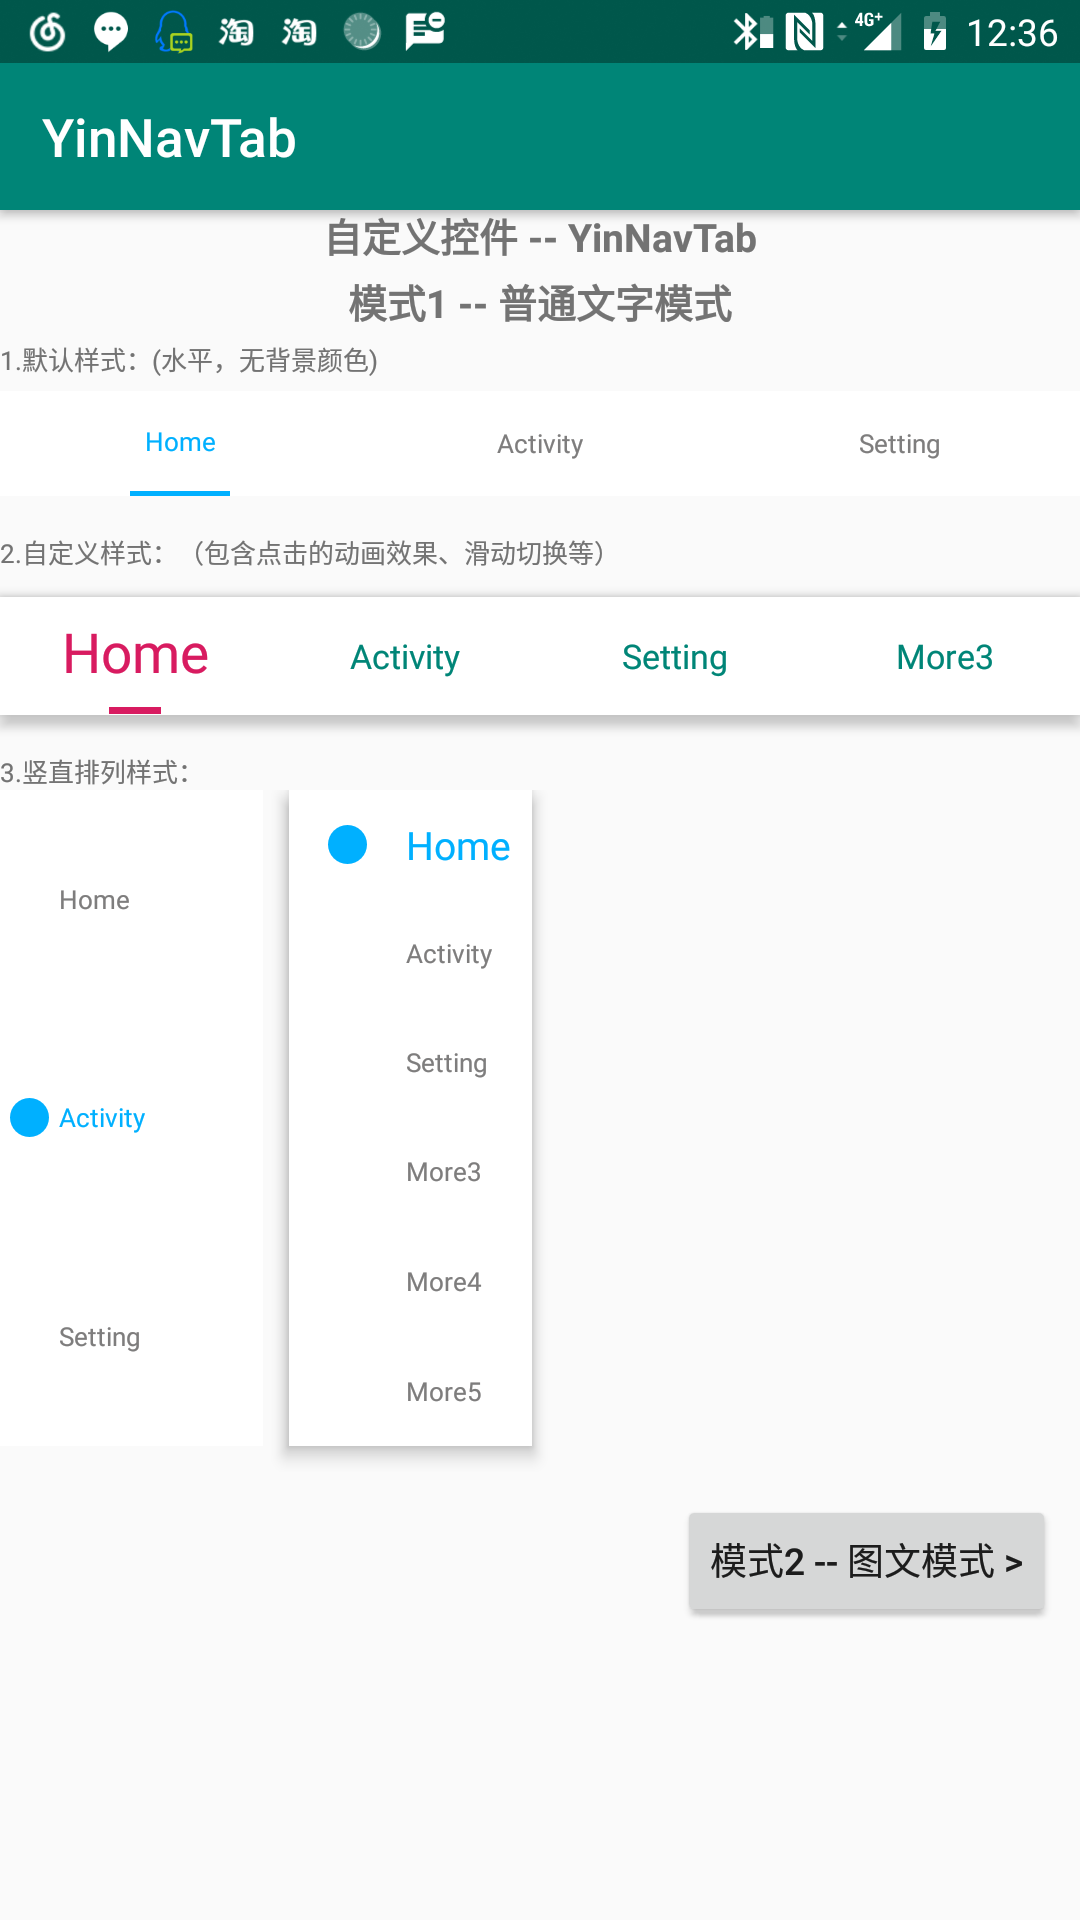 淘 淘 4G+ 12:36
YinNavTab
自定义控件 -- YinNavTab
模式1 -- 普通文字模式
1.默认样式：(水平，无背景颜色)
Home Activity Setting
2.自定义样式：（包含点击的动画效果、滑动切换等）
Home Activity Setting More3
3.竖直排列样式：
Home
Activity
Setting
Home
Activity
Setting
More3
More4
More5
模式2 -- 图文模式 >